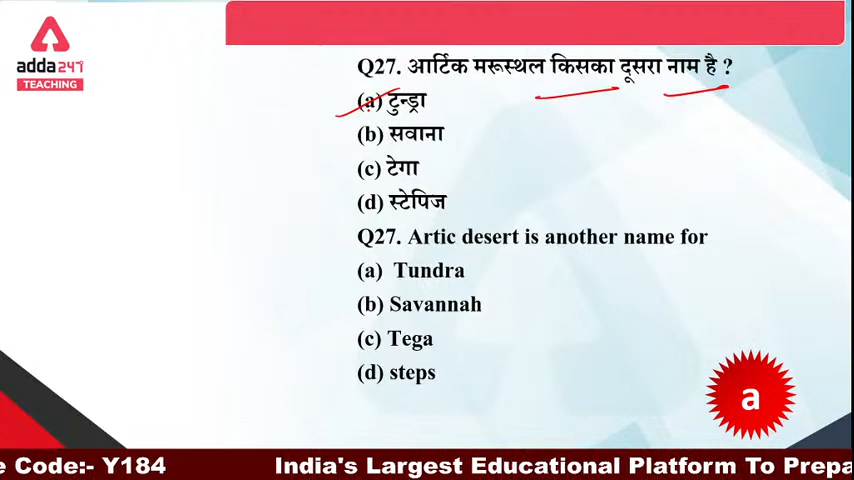 adda247
TEACHING
Q27. आर्टिक मरूस्थल किसका दूसरा नाम है ?
(a) टुन्ड्रा
(b) सवाना
(c) टेगा
(d) स्टेपिज
Q27. Artic desert is another name for
(a) Tundra
(b) Savannah
(c) Tega
(d) steps
a
e Code:- Y184 India's Largest Educational Platform To Prepa